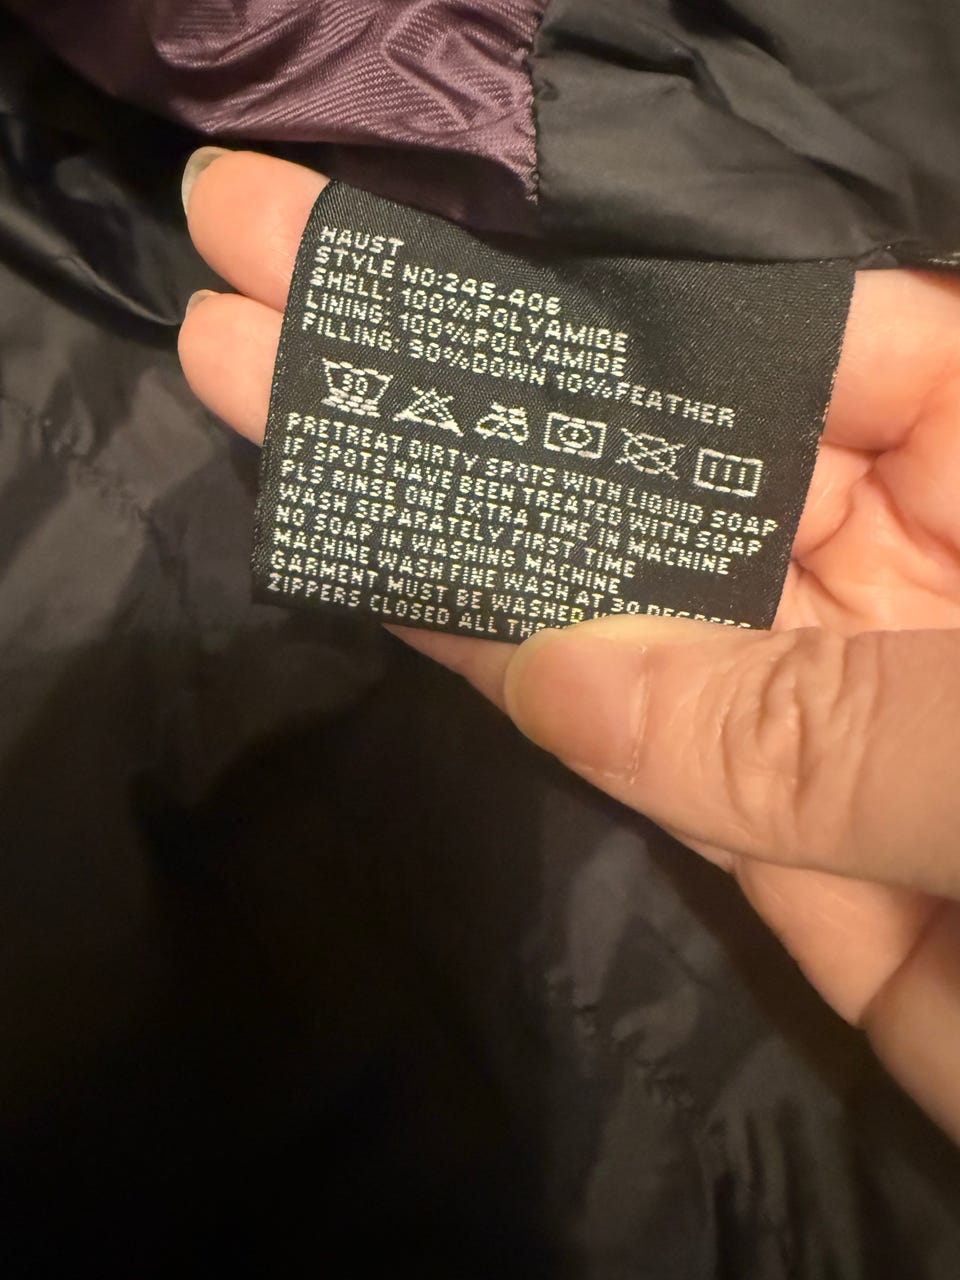 HAUST
STYLE NO:245-406
SHELL: 100%POLYAMIDE
LINING: 100%POLYAMIDE
FILLING: 90%DOWN 10%FEATHER
30
PRETREAT DIRTY SPOTS WITH LIQUID SOAP
IF SPOTS HAVE BEEN TREATED WITH SOAP
PLS RINSE ONE EXTRA TIME IN MACHINE
WASH SEPARATELY FIRST TIME
NO SOAP IN WASHING MACHINE
MACHINE WASH FINE WASH AT 30 DEGREES
GARMENT MUST BE WASHED
ZIPPERS CLOSED ALL